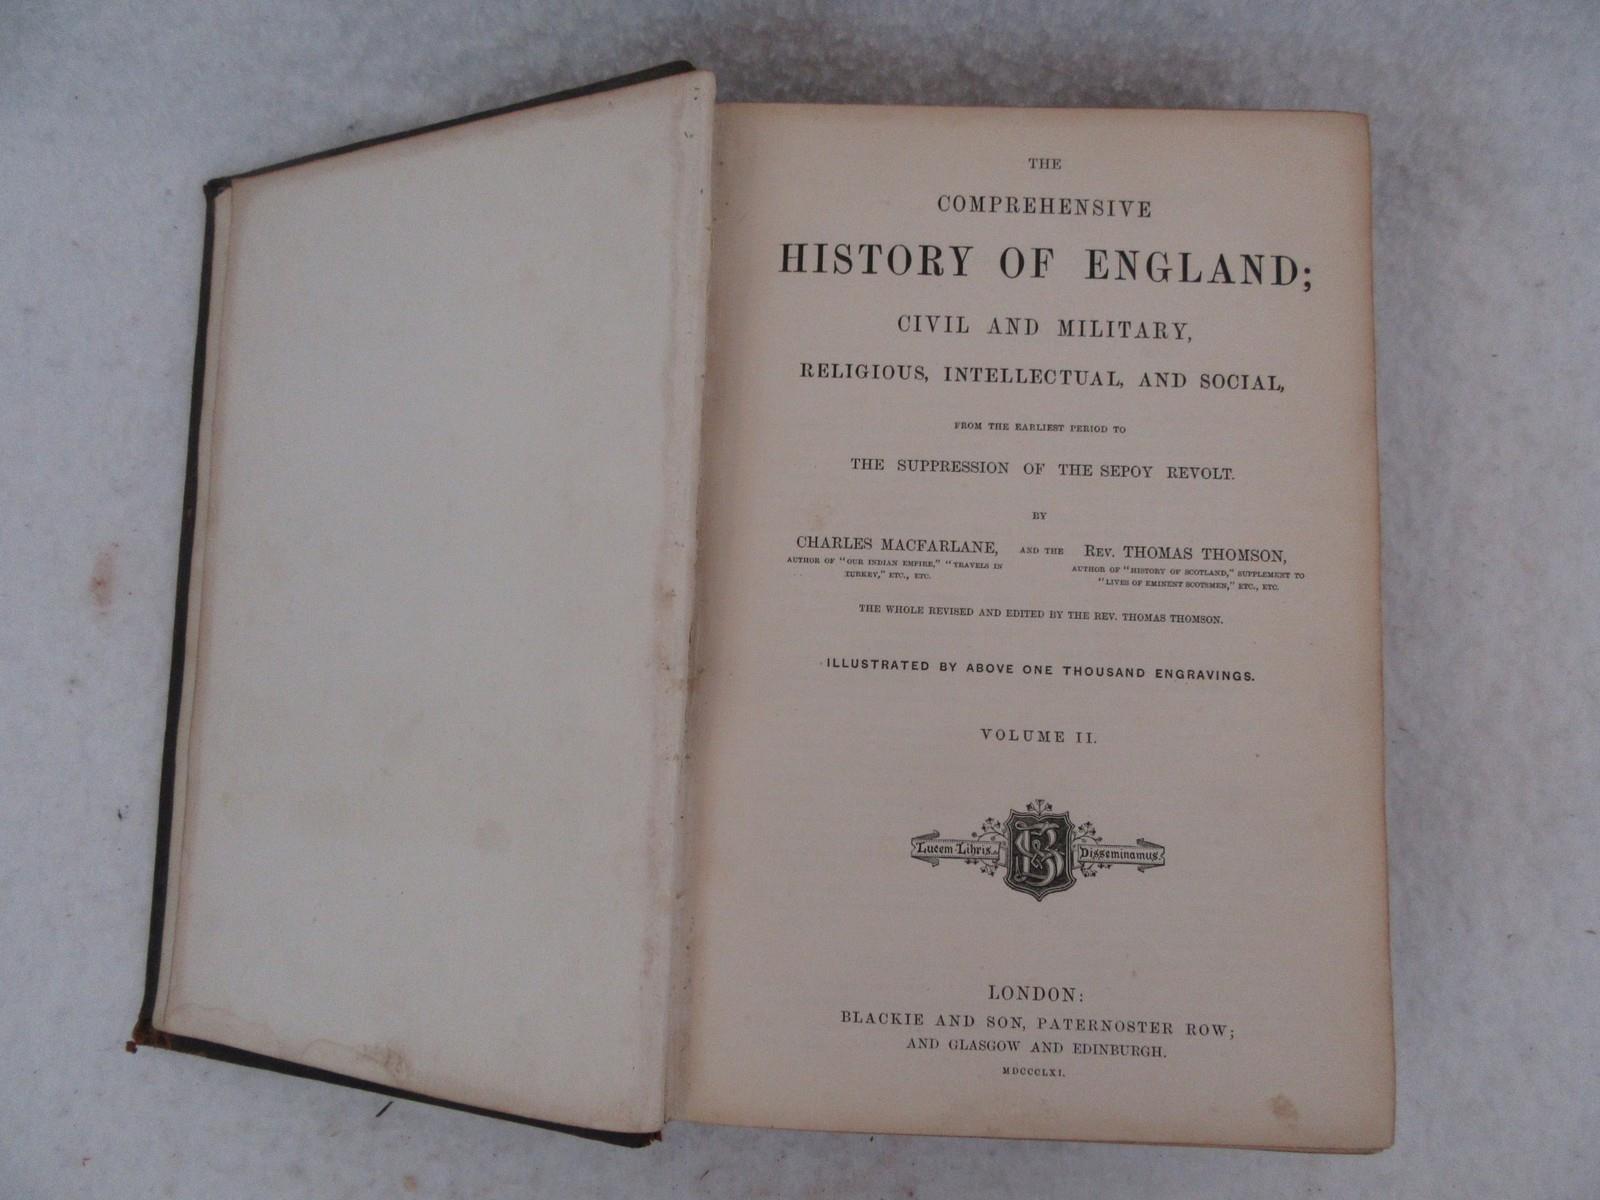 THE
COMPREHENSIVE
HISTORY OF ENGLAND;
CIVIL AND MILITARY,
RELIGIOUS, INTELLECTUAL, AND SOCIAL,
FROM THE EARLIEST PERIOD TO
THE SUPPRESSION OF THE SEPOY REVOLT.
BY
CHARLES MACFARLANE,
AUTHOR OF "OUR INDIAN EMPIRE," "TRAVELS IN
TURKEY," ETC., ETC.
AND THE
REV. THOMAS THOMSON,
AUTHOR OF "HISTORY OF SCOTLAND," SUPPLEMENT TO
"LIVES OF EMINENT SCOTSMEN," ETC., ETC.
THE WHOLE REVISED AND EDITED BY THE REV. THOMAS THOMSON.
ILLUSTRATED BY ABOVE ONE THOUSAND ENGRAVINGS.
VOLUME II.
Lucem Libris
B&S
Disseminamus
LONDON:
BLACKIE AND SON, PATERNOSTER ROW;
AND GLASGOW AND EDINBURGH.
MDCCCLXI.